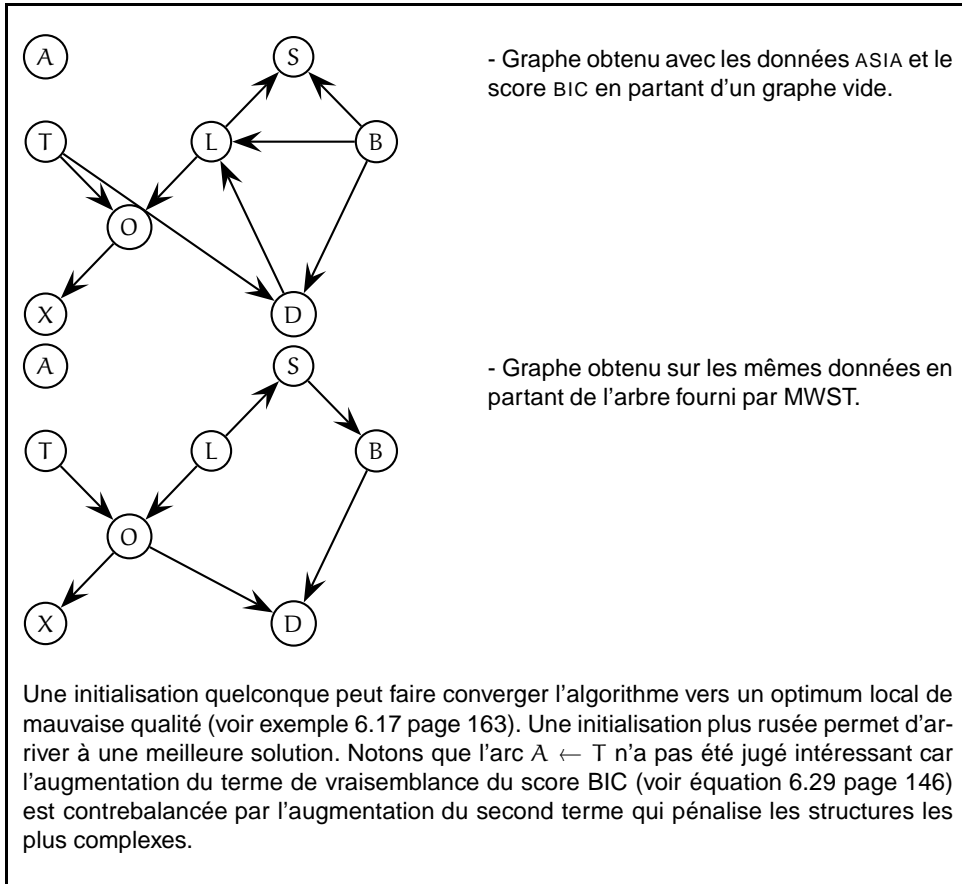 A
S
T
L
B
O
X
D
- Graphe obtenu avec les données ASIA et le
score BIC en partant d'un graphe vide.
A
S
T
L
B
O
X
D
- Graphe obtenu sur les mêmes données en
partant de l'arbre fourni par MWST.
Une initialisation quelconque peut faire converger l'algorithme vers un optimum local de
mauvaise qualité (voir exemple 6.17 page 163). Une initialisation plus rusée permet d'ar-
river à une meilleure solution. Notons que l'arc A ← T n'a pas été jugé intéressant car
l'augmentation du terme de vraisemblance du score BIC (voir équation 6.29 page 146)
est contrebalancée par l'augmentation du second terme qui pénalise les structures les
plus complexes.